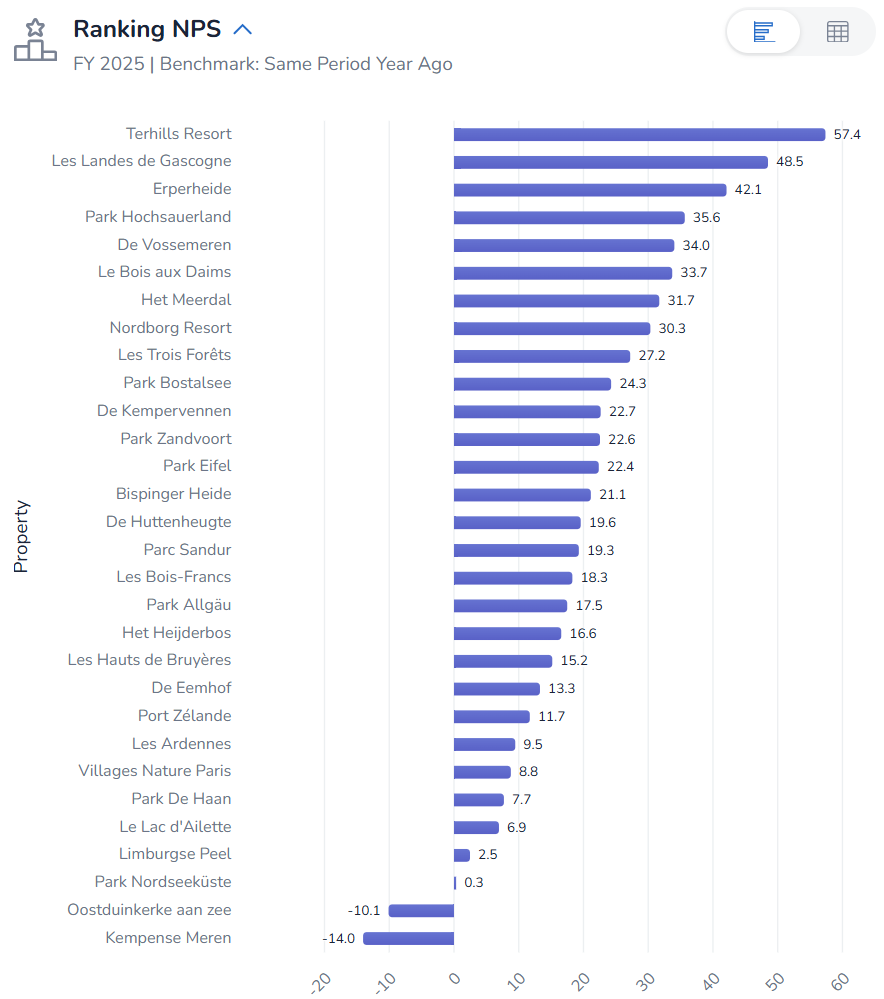 Ranking NPS
FY 2025 | Benchmark: Same Period Year Ago
Property
Terhills Resort 57.4
Les Landes de Gascogne 48.5
Erperheide 42.1
Park Hochsauerland 35.6
De Vossemeren 34.0
Le Bois aux Daims 33.7
Het Meerdal 31.7
Nordborg Resort 30.3
Les Trois Forêts 27.2
Park Bostalsee 24.3
De Kempervennen 22.7
Park Zandvoort 22.6
Park Eifel 22.4
Bispinger Heide 21.1
De Huttenheugte 19.6
Parc Sandur 19.3
Les Bois-Francs 18.3
Park Allgäu 17.5
Het Heijderbos 16.6
Les Hauts de Bruyères 15.2
De Eemhof 13.3
Port Zélande 11.7
Les Ardennes 9.5
Villages Nature Paris 8.8
Park De Haan 7.7
Le Lac d'Ailette 6.9
Limburgse Peel 2.5
Park Nordseeküste 0.3
Oostduinkerke aan zee -10.1
Kempense Meren -14.0
-20 -10 0 10 20 30 40 50 60